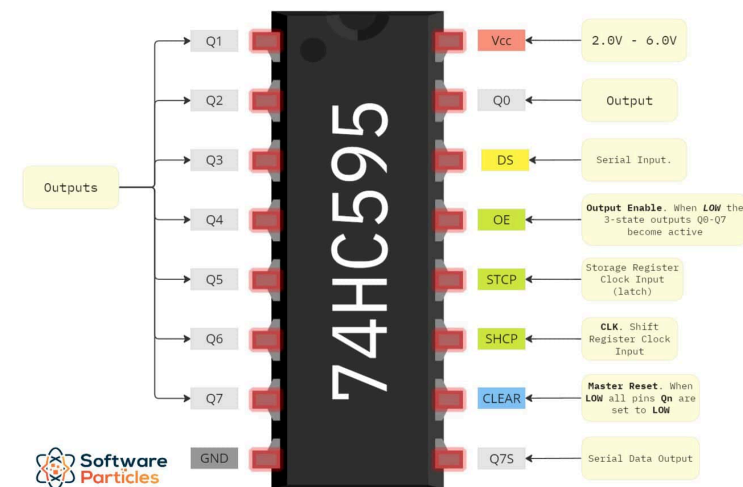 Outputs
Q1
Q2
Q3
Q4
Q5
Q6
Q7
GND
74HC595
Vcc
2.0V - 6.0V
Q0
Output
DS
Serial Input.
OE
Output Enable. When LOW the
3-state outputs Q0-Q7
become active
STCP
Storage Register
Clock Input
(latch)
SHCP
CLK. Shift
Register Clock
Input
CLEAR
Master Reset. When
LOW all pins Qn are
set to LOW
Q7S
Serial Data Output
Software
Particles